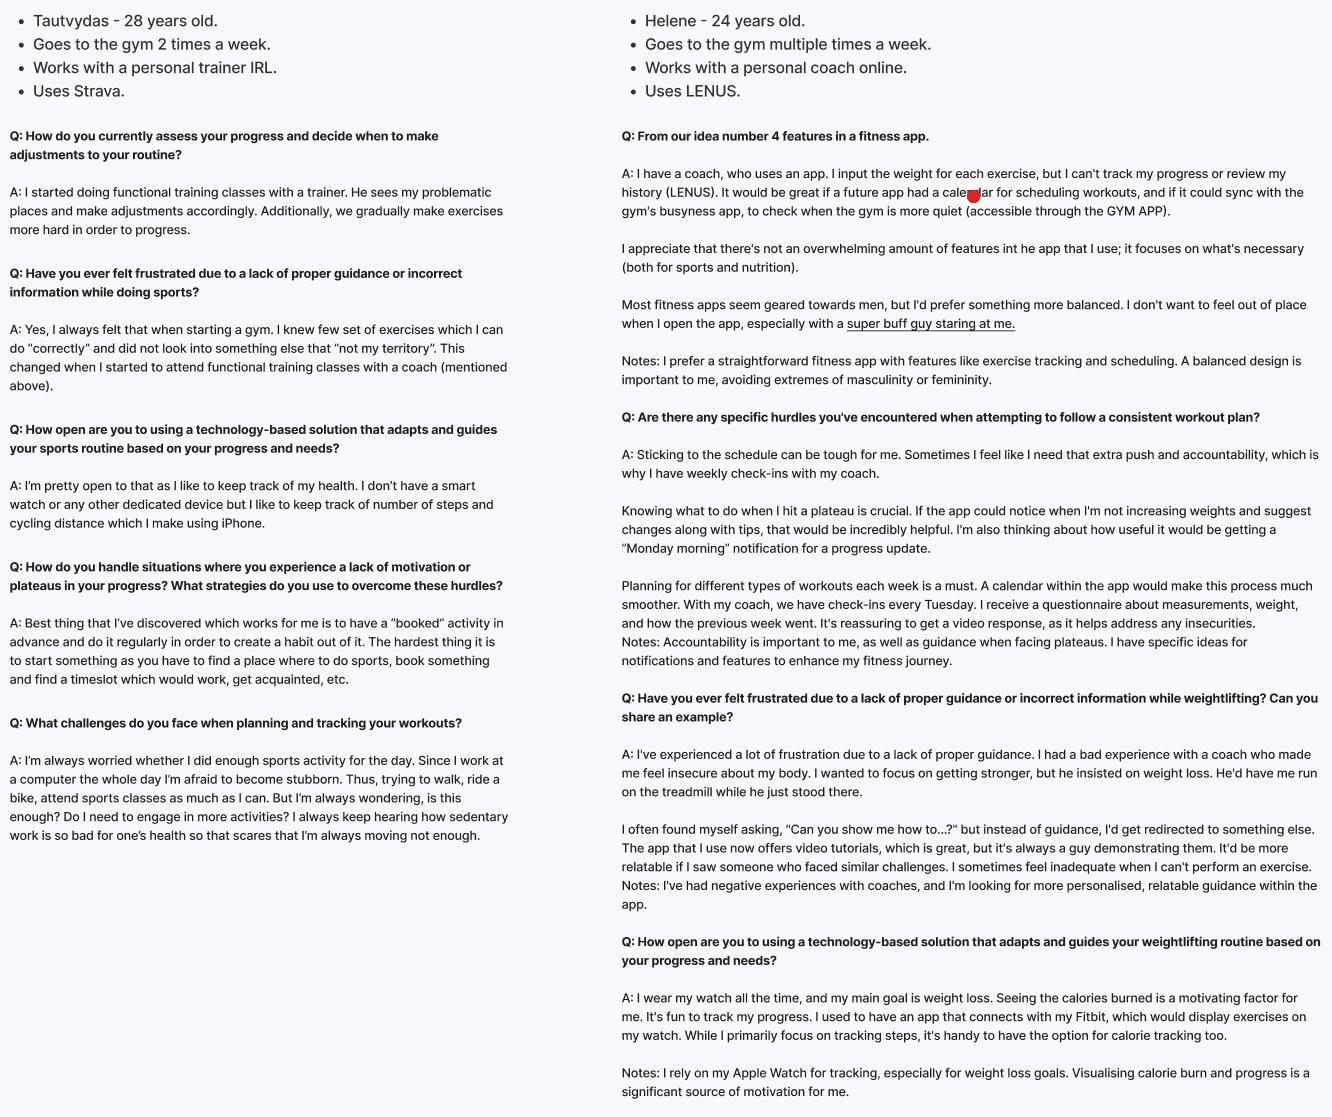 • Tautvydas - 28 years old.
• Goes to the gym 2 times a week.
• Works with a personal trainer IRL.
• Uses Strava.
Q: How do you currently assess your progress and decide when to make
adjustments to your routine?
A: I started doing functional training classes with a trainer. He sees my problematic
places and make adjustments accordingly. Additionally, we gradually make exercises
more hard in order to progress.
Q: Have you ever felt frustrated due to a lack of proper guidance or incorrect
information while doing sports?
A: Yes, I always felt that when starting a gym. I knew few set of exercises which I can
do “correctly” and did not look into something else that “not my territory”. This
changed when I started to attend functional training classes with a coach (mentioned
above).
Q: How open are you to using a technology-based solution that adapts and guides
your sports routine based on your progress and needs?
A: I’m pretty open to that as I like to keep track of my health. I don’t have a smart
watch or any other dedicated device but I like to keep track of number of steps and
cycling distance which I make using iPhone.
Q: How do you handle situations where you experience a lack of motivation or
plateaus in your progress? What strategies do you use to overcome these hurdles?
A: Best thing that I’ve discovered which works for me is to have a “booked” activity in
advance and do it regularly in order to create a habit out of it. The hardest thing it is
to start something as you have to find a place where to do sports, book something
and find a timeslot which would work, get acquainted, etc.
Q: What challenges do you face when planning and tracking your workouts?
A: I’m always worried whether I did enough sports activity for the day. Since I work at
a computer the whole day I’m afraid to become stubborn. Thus, trying to walk, ride a
bike, attend sports classes as much as I can. But I’m always wondering, is this
enough? Do I need to engage in more activities? I always keep hearing how sedentary
work is so bad for one’s health so that scares that I’m always moving not enough.
• Helene - 24 years old.
• Goes to the gym multiple times a week.
• Works with a personal coach online.
• Uses LENUS.
Q: From our idea number 4 features in a fitness app.
A: I have a coach, who uses an app. I input the weight for each exercise, but I can't track my progress or review my
history (LENUS). It would be great if a future app had a calendar for scheduling workouts, and if it could sync with the
gym's busyness app, to check when the gym is more quiet (accessible through the GYM APP).
I appreciate that there's not an overwhelming amount of features int he app that I use; it focuses on what's necessary
(both for sports and nutrition).
Most fitness apps seem geared towards men, but I'd prefer something more balanced. I don't want to feel out of place
when I open the app, especially with a super buff guy staring at me.
Notes: I prefer a straightforward fitness app with features like exercise tracking and scheduling. A balanced design is
important to me, avoiding extremes of masculinity or femininity.
Q: Are there any specific hurdles you've encountered when attempting to follow a consistent workout plan?
A: Sticking to the schedule can be tough for me. Sometimes I feel like I need that extra push and accountability, which is
why I have weekly check-ins with my coach.
Knowing what to do when I hit a plateau is crucial. If the app could notice when I'm not increasing weights and suggest
changes along with tips, that would be incredibly helpful. I'm also thinking about how useful it would be getting a
“Monday morning” notification for a progress update.
Planning for different types of workouts each week is a must. A calendar within the app would make this process much
smoother. With my coach, we have check-ins every Tuesday. I receive a questionnaire about measurements, weight,
and how the previous week went. It's reassuring to get a video response, as it helps address any insecurities.
Notes: Accountability is important to me, as well as guidance when facing plateaus. I have specific ideas for
notifications and features to enhance my fitness journey.
Q: Have you ever felt frustrated due to a lack of proper guidance or incorrect information while weightlifting? Can you
share an example?
A: I've experienced a lot of frustration due to a lack of proper guidance. I had a bad experience with a coach who made
me feel insecure about my body. I wanted to focus on getting stronger, but he insisted on weight loss. He'd have me run
on the treadmill while he just stood there.
I often found myself asking, "Can you show me how to...?" but instead of guidance, I'd get redirected to something else.
The app that I use now offers video tutorials, which is great, but it's always a guy demonstrating them. It'd be more
relatable if I saw someone who faced similar challenges. I sometimes feel inadequate when I can't perform an exercise.
Notes: I've had negative experiences with coaches, and I'm looking for more personalised, relatable guidance within the
app.
Q: How open are you to using a technology-based solution that adapts and guides your weightlifting routine based on
your progress and needs?
A: I wear my watch all the time, and my main goal is weight loss. Seeing the calories burned is a motivating factor for
me. It's fun to track my progress. I used to have an app that connects with my Fitbit, which would display exercises on
my watch. While I primarily focus on tracking steps, it's handy to have the option for calorie tracking too.
Notes: I rely on my Apple Watch for tracking, especially for weight loss goals. Visualising calorie burn and progress is a
significant source of motivation for me.